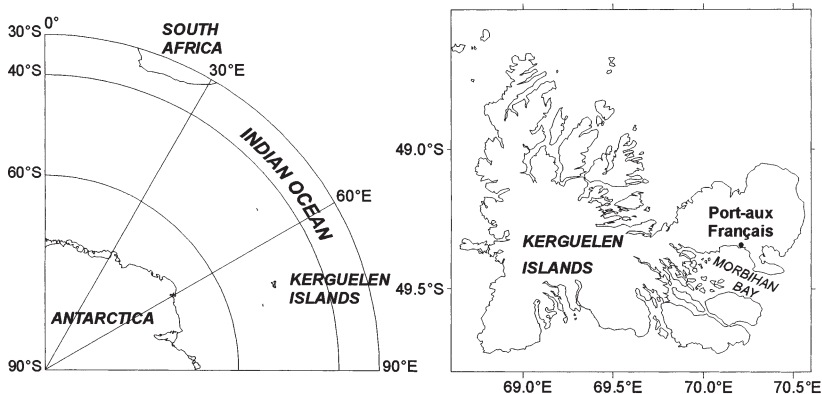 30°S
0°
SOUTH
AFRICA
40°S
30°E
INDIAN OCEAN
60°S
60°E
KERGUELEN
ISLANDS
ANTARCTICA
90°S
90°E
49.0°S
Port-aux
Français
KERGUELEN
ISLANDS
MORBIHAN
BAY
49.5°S
69.0°E
69.5°E
70.0°E
70.5°E